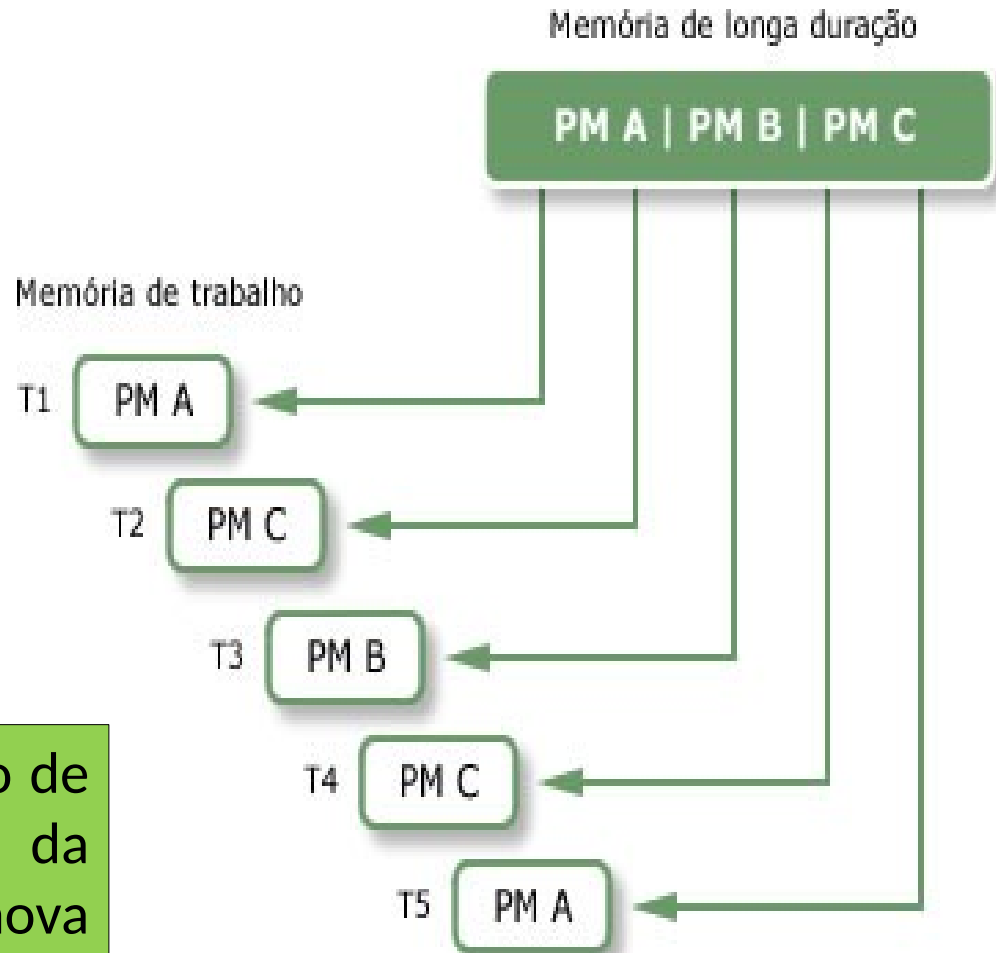 Memória de longa duração
PM A | PM B | PM C
Memória de trabalho
T1 PM A
T2 PM C
T3 PM B
T4 PM C
T5 PM A
de
da